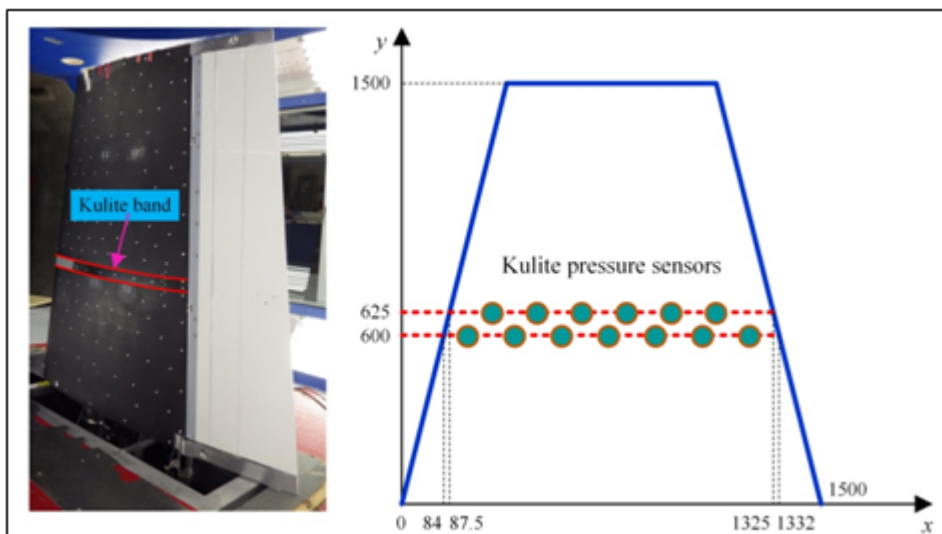 Kulite band
y
1500
Kulite pressure sensors
625
600
1500
0 84 87.5 1325 1332 x